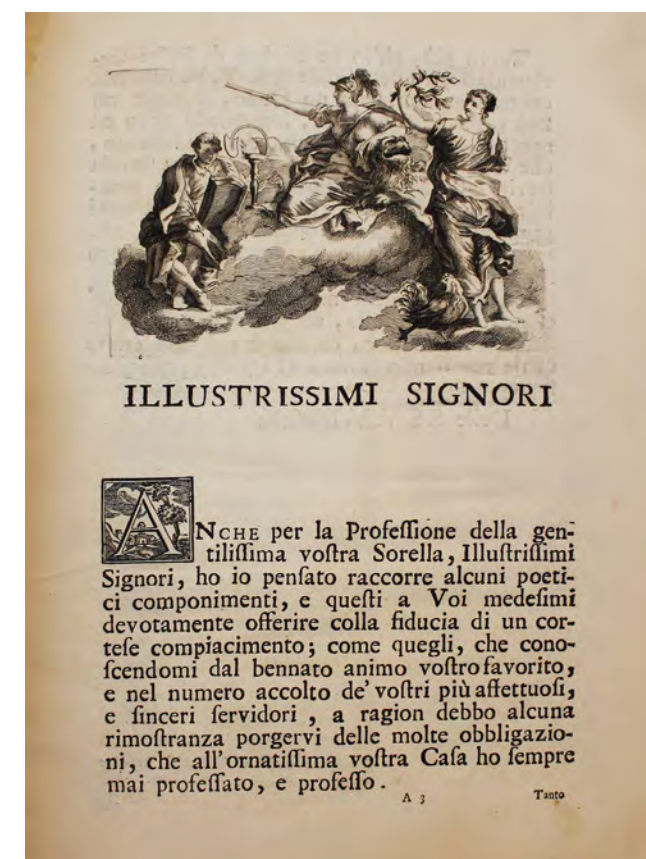 ILLUSTRISSIMI SIGNORI
ANCHE per la Profeſſione della gen-
tiliſſima voſtra Sorella, Illuſtriſſimi
Signori, ho io penſato raccorre alcuni poeti-
ci componimenti, e queſti a Voi medeſimi
devotamente offerire colla fiducia di un cor-
teſe compiacimento; come quegli, che cono-
ſcendomi dal bennato animo voſtro favorito,
e nel numero accolto de' voſtri più affettuoſi,
e ſinceri ſervidori, a ragion debbo alcuna
rimoſtranza porgervi delle molte obbligazio-
ni, che all'ornatiſſima voſtra Caſa ho ſempre
mai profeſſato, e profeſſo.
A 3 Tanto